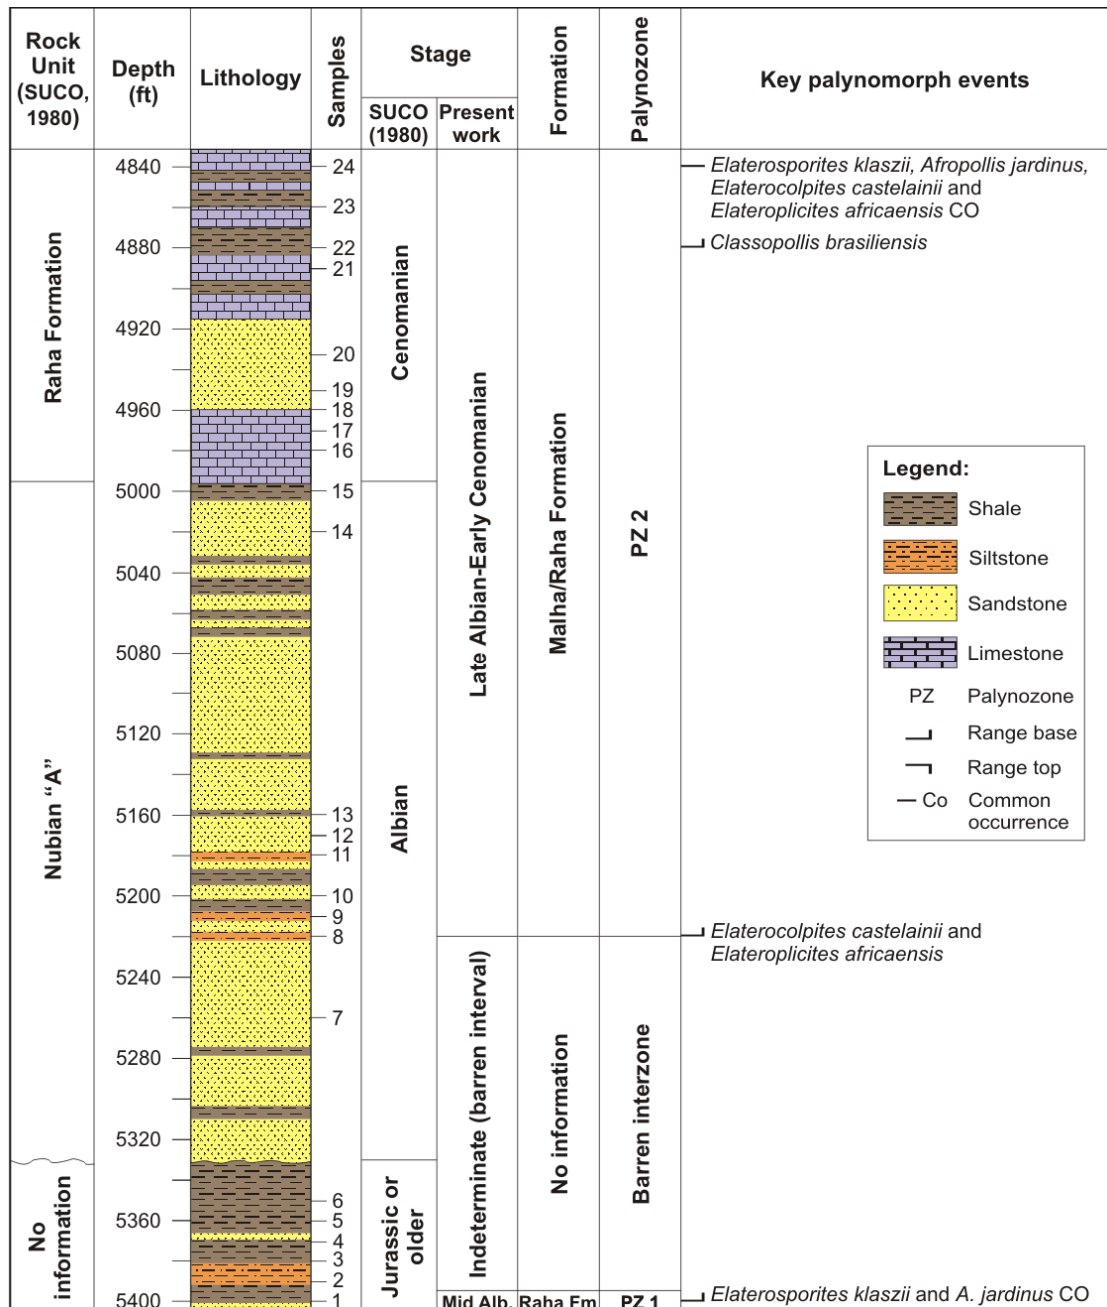 Rock
Unit
(SUCO,
1980)
Depth
(ft)
Lithology
Samples
Stage
SUCO
(1980)
Present
work
Formation
Palynozone
Key palynomorph events
Raha Formation
Nubian “A”
No
information
4840
4880
4920
4960
5000
5040
5080
5120
5160
5200
5240
5280
5320
5360
5400
24
23
22
21
20
19
18
17
16
15
14
13
12
11
10
9
8
7
6
5
4
3
2
1
Cenomanian
Albian
Jurassic or
older
Late Albian-Early Cenomanian
Indeterminate (barren interval)
Mid Alb.
Malha/Raha Formation
No information
Raha Fm
PZ 2
Barren interzone
PZ 1
Elaterosporites klaszii, Afropollis jardinus,
Elaterocolpites castelainii and
Elateroplicites africaensis CO
Classopollis brasiliensis
Elaterocolpites castelainii and
Elateroplicites africaensis
Elaterosporites klaszii and A. jardinus CO
Legend:
Shale
Siltstone
Sandstone
Limestone
PZ Palynozone
Range base
Range top
Co Common
occurrence